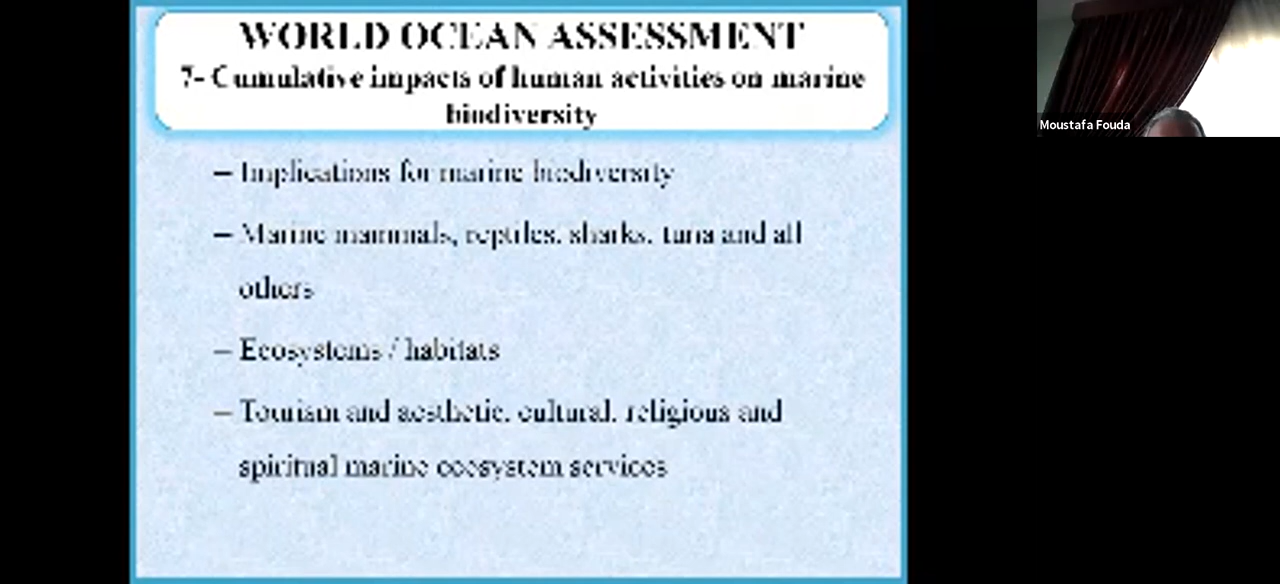 WORLD OCEAN ASSESSMENT
7- Cumulative impacts of human activities on marine
biodiversity
– Implications for marine biodiversity
– Marine mammals, reptiles, sharks, tuna and all
others
– Ecosystems / habitats
– Tourism and aesthetic, cultural, religious and
spiritual marine ecosystem services
Moustafa Fouda